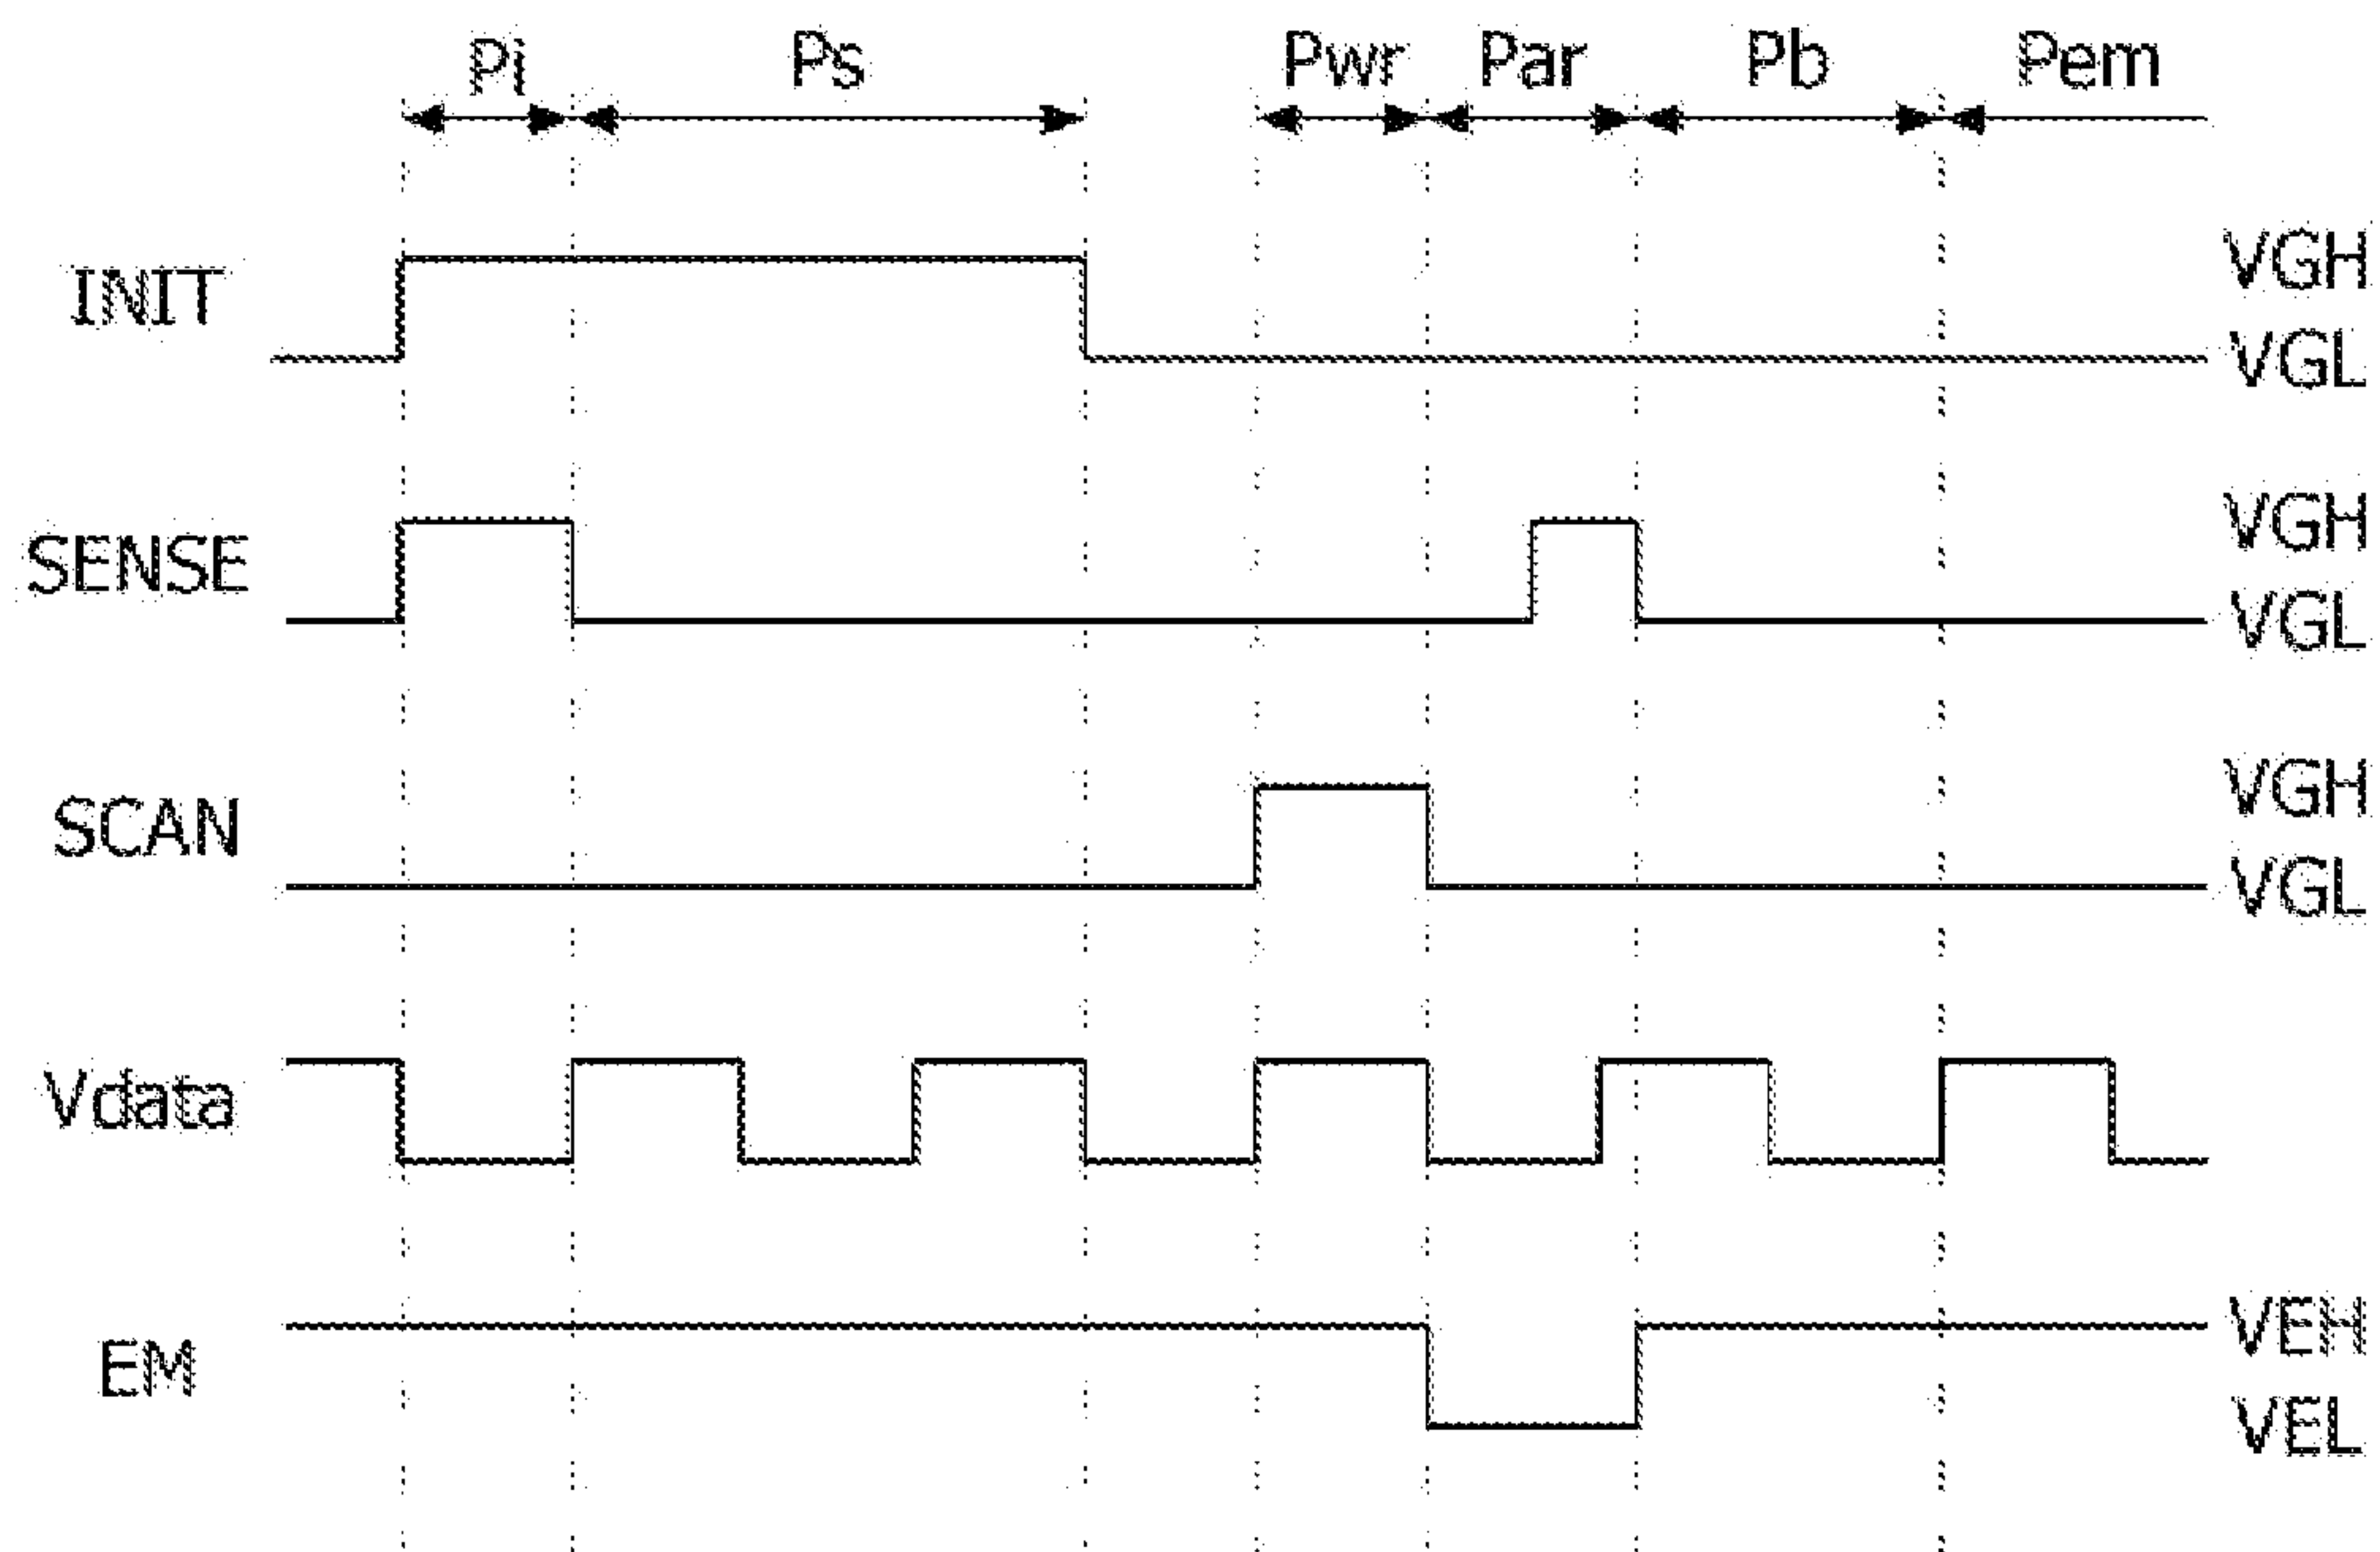 Pi Ps Pwr Par Pb Pem
INIT VGH
VGL
SENSE VGH
VGL
SCAN VGH
VGL
Vdata
EM VEH
VEL